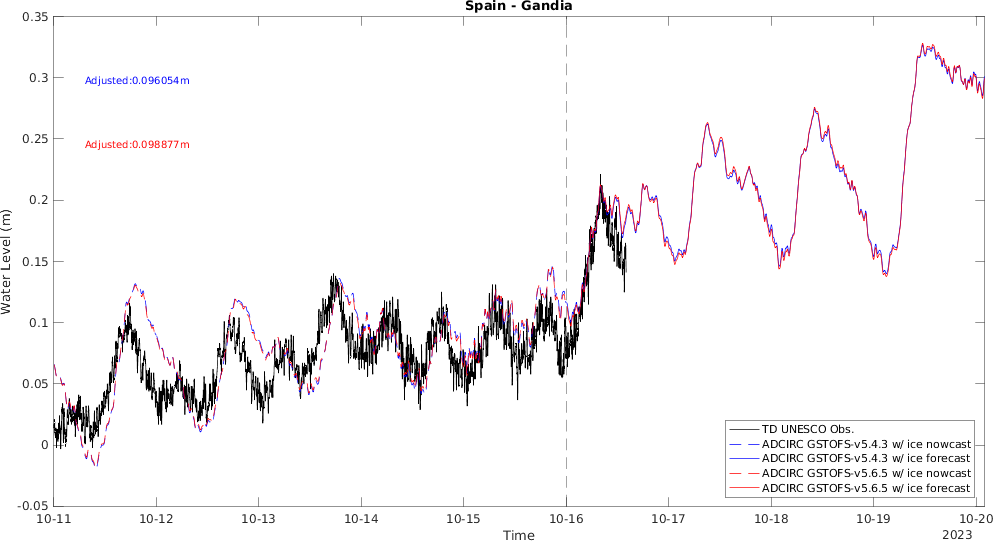 Spain - Gandia
0.35
0.3
0.25
0.2
0.15
0.1
0.05
0
-0.05
Water Level (m)
Adjusted:0.096054m
Adjusted:0.098877m
TD UNESCO Obs.
ADCIRC GSTOFS-v5.4.3 w/ ice nowcast
ADCIRC GSTOFS-v5.4.3 w/ ice forecast
ADCIRC GSTOFS-v5.6.5 w/ ice nowcast
ADCIRC GSTOFS-v5.6.5 w/ ice forecast
10-11 10-12 10-13 10-14 10-15 10-16 10-17 10-18 10-19 10-20
Time
2023